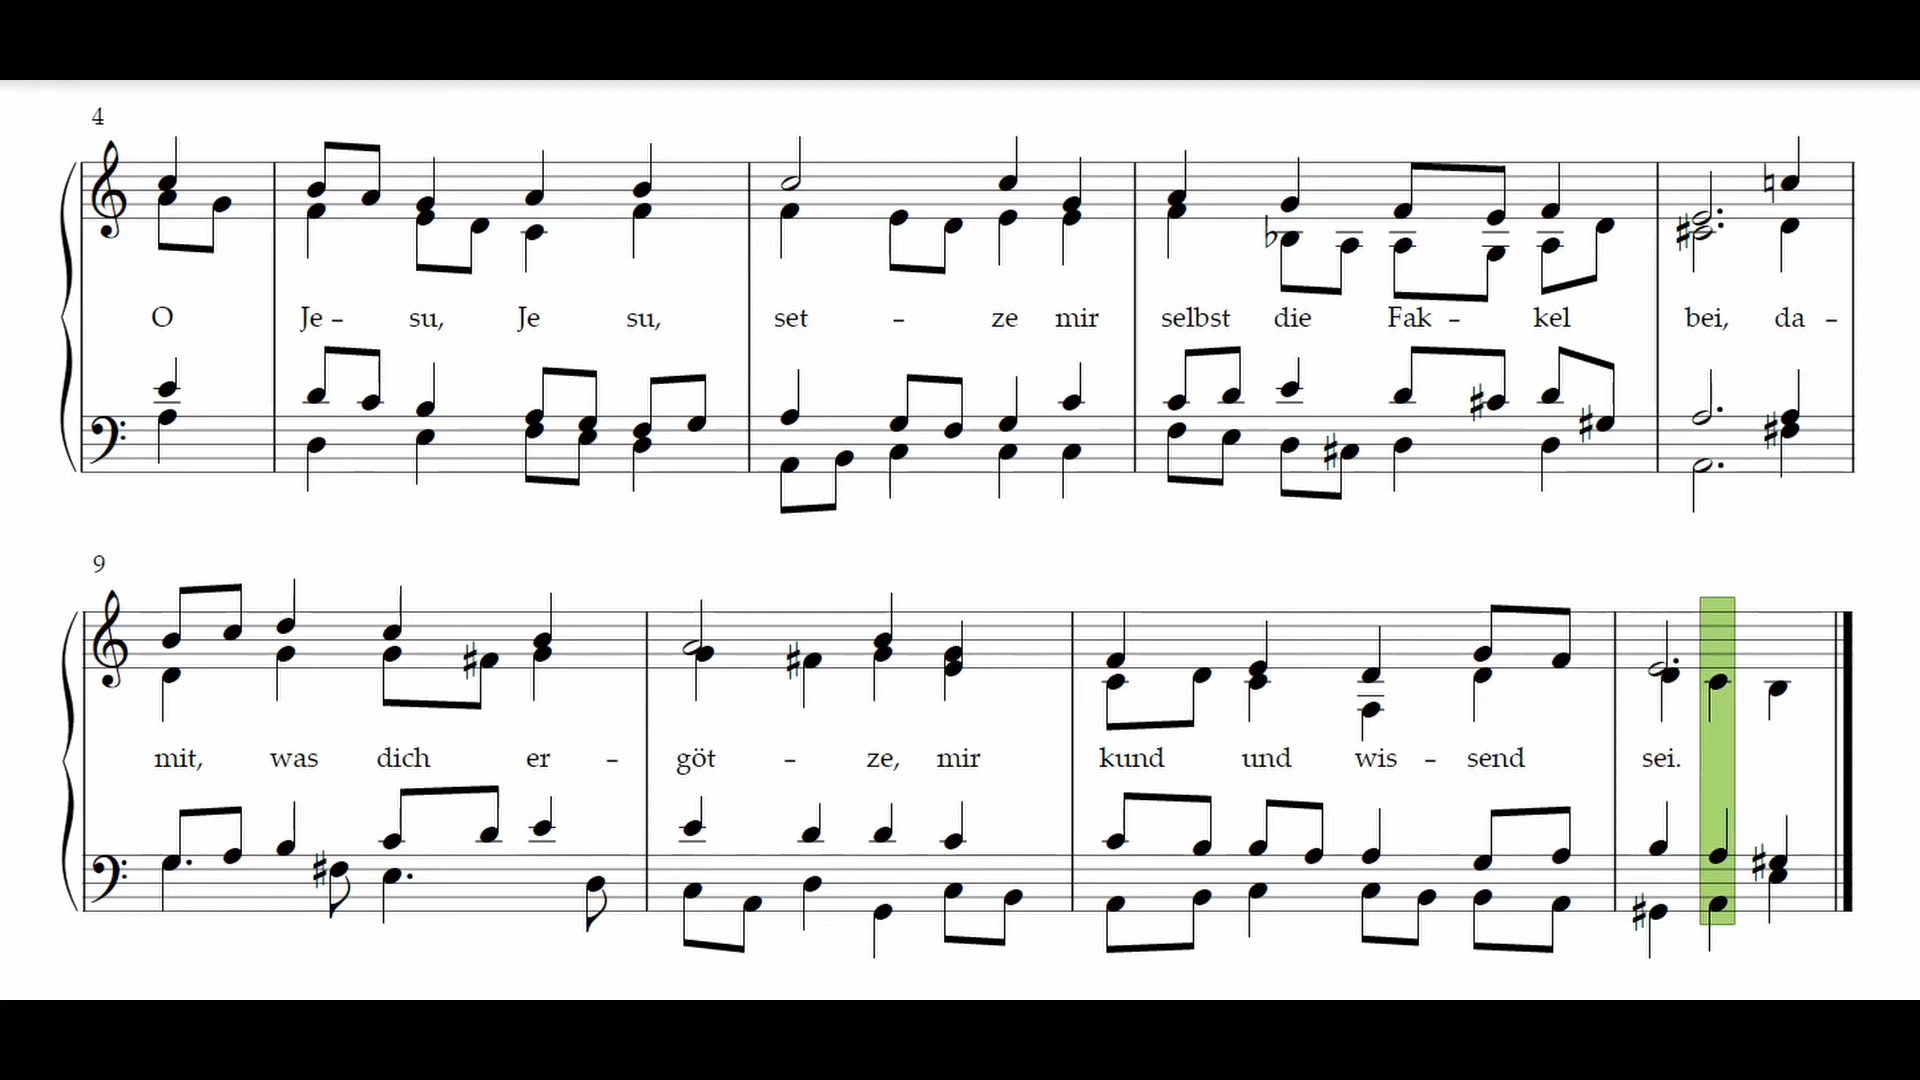 4
O Je – su, Je su, set – ze mir selbst die Fak – kel bei, da –
9
mit, was dich er – göt – ze, mir kund und wis – send sei.